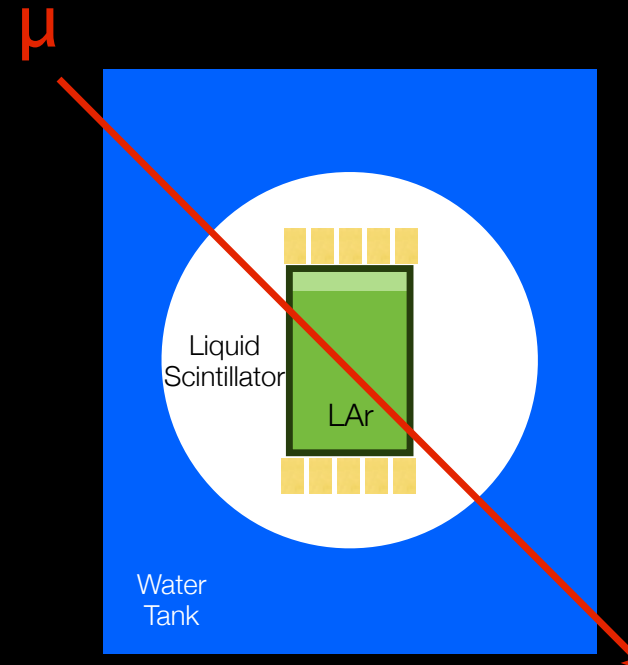 μ
Liquid
Scintillator
LAr
Water
Tank